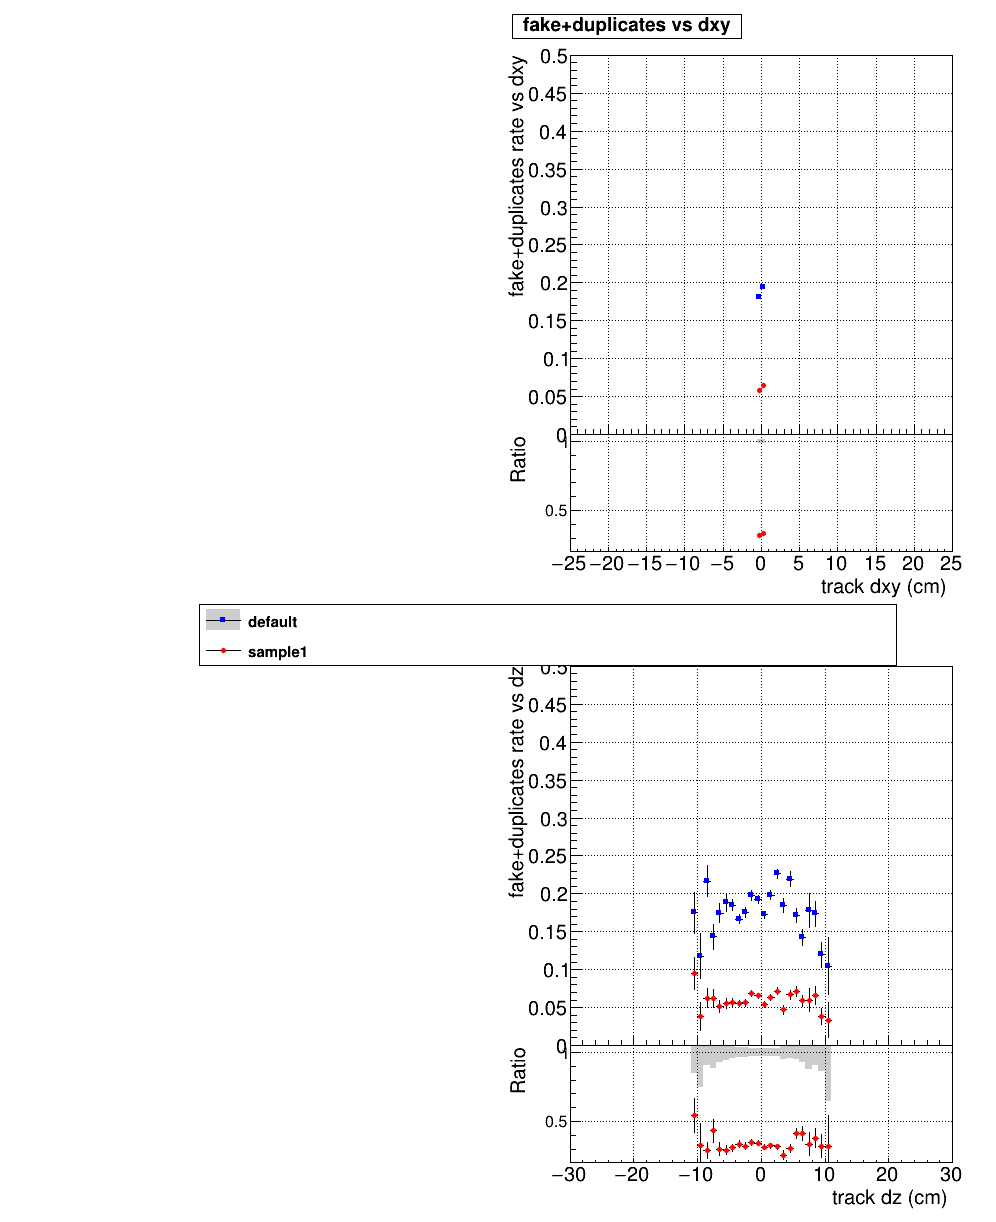 fake+duplicates vs dxy
fake+duplicates rate vs dxy
0.5
0.45
0.4
0.35
0.3
0.25
0.2
0.15
0.1
0.05
0
Ratio
1
0.5
−25 −20 −15 −10 −5 0 5 10 15 20 25
track dxy (cm)
default
sample1
fake+duplicates rate vs dz
0.5
0.45
0.4
0.35
0.3
0.25
0.2
0.15
0.1
0.05
0
Ratio
1
0.5
−30 −20 −10 0 10 20 30
track dz (cm)